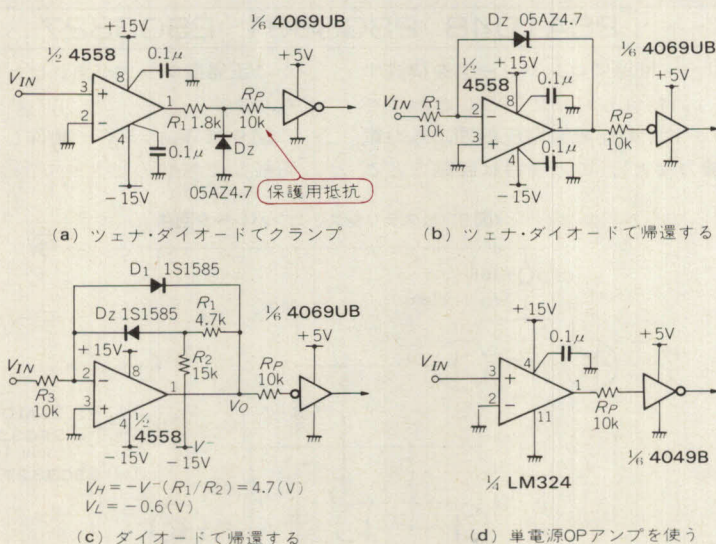 +15V
1/2 4558
0.1μ
1/6 4069UB
+5V
VIN
3
8
2
4
1
R1 1.8k
RP
10k
Dz
0.1μ
05AZ4.7
保護用抵抗
-15V
(a) ツェナ・ダイオードでクランプ
Dz 05AZ4.7
1/6 4069UB
1/2
4558
+15V
0.1μ
+5V
VIN
R1
10k
2
8
3
4
1
RP
10k
0.1μ
-15V
(b) ツェナ・ダイオードで帰還する
D1 1S1585
Dz 1S1585
R1
4.7k
1/6 4069UB
+15V
R2
15k
+5V
VIN
R3
10k
2
8
3
4
1
VO
RP
10k
1/2
4558
-15V
V−
-15V
VH=−V−(R1/R2)=4.7(V)
VL=−0.6(V)
(c) ダイオードで帰還する
+15V
0.1μ
+5V
VIN
3
4
2
11
1
RP
10k
1/4 LM324
1/6 4049B
(d) 単電源OPアンプを使う